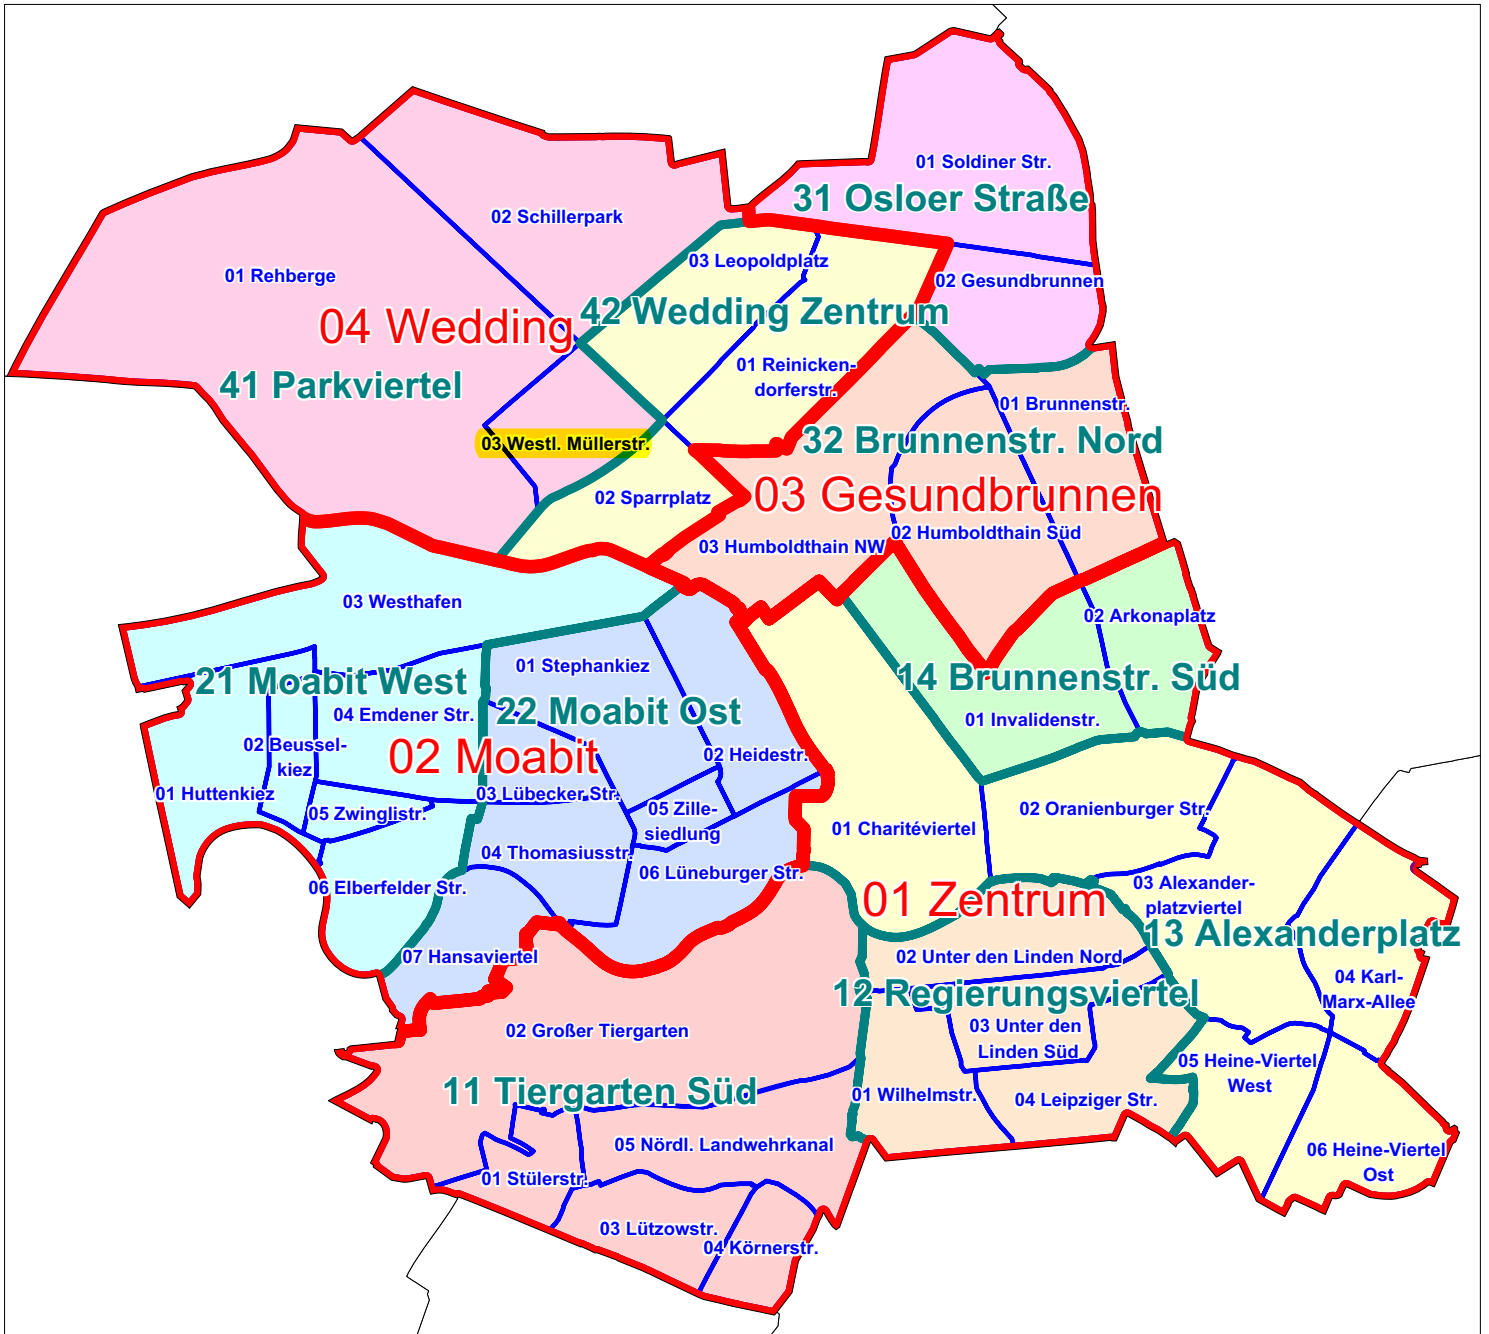 01 Soldiner Str.
31 Osloer Straße
02 Schillerpark
03 Leopoldplatz
01 Rehberge
02 Gesundbrunnen
42 Wedding Zentrum
04 Wedding
01 Reinicken-
dorferstr.
41 Parkviertel
01 Brunnenstr.
03 Westl. Müllerstr.
32 Brunnenstr. Nord
02 Sparrplatz
03 Gesundbrunnen
02 Humboldthain Süd
03 Humboldthain NW
03 Westhafen
02 Arkonaplatz
01 Stephankiez
21 Moabit West
14 Brunnenstr. Süd
04 Emdener Str.
22 Moabit Ost
01 Invalidenstr.
02 Beussel-
kiez
02 Moabit
02 Heidestr.
01 Huttenkiez
03 Lübecker Str.
05 Zwinglistr.
05 Zille-
siedlung
02 Oranienburger Str.
01 Charitéviertel
04 Thomasiusstr.
06 Lüneburger Str.
06 Elberfelder Str.
03 Alexander-
platzviertel
01 Zentrum
13 Alexanderplatz
07 Hansaviertel
02 Unter den Linden Nord
04 Karl-
Marx-Allee
12 Regierungsviertel
02 Großer Tiergarten
03 Unter den
Linden Süd
05 Heine-Viertel
West
11 Tiergarten Süd
01 Wilhelmstr.
04 Leipziger Str.
05 Nördl. Landwehrkanal
06 Heine-Viertel
Ost
01 Stülerstr.
03 Lützowstr.
04 Körnerstr.